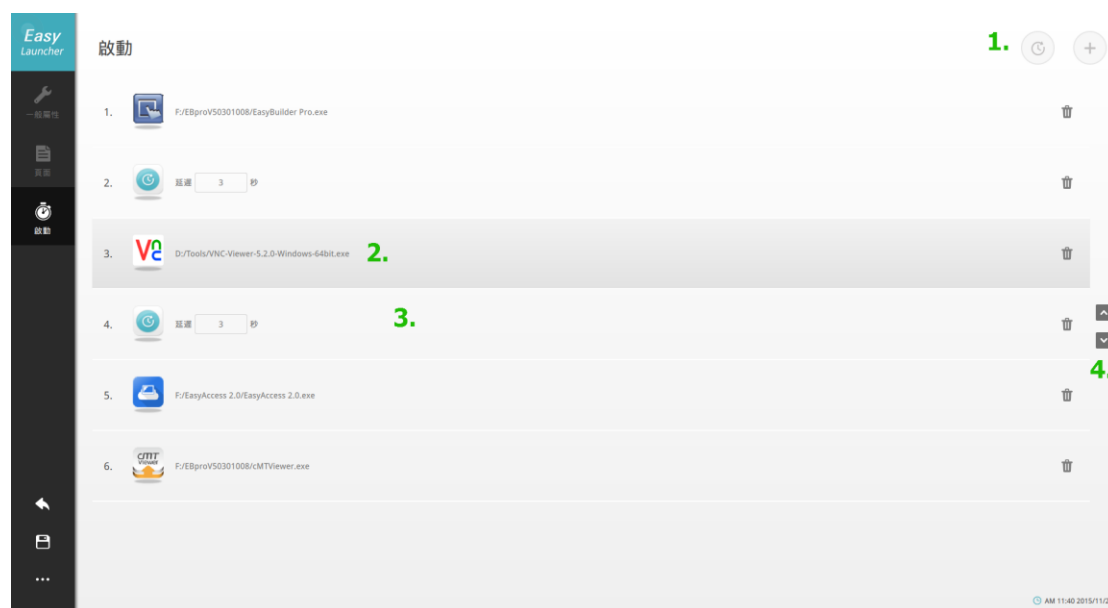 Easy
Launcher
啟動
1.
一般屬性
頁面
啟動
1. F:/EBproV50301008/EasyBuilder Pro.exe
2. 延遲 3 秒
3. D:/Tools/VNC-Viewer-5.2.0-Windows-64bit.exe 2.
4. 延遲 3 秒 3.
4.
5. F:/EasyAccess 2.0/EasyAccess 2.0.exe
6. cMT Viewer F:/EBproV50301008/cMTViewer.exe
AM 11:40 2015/11/2